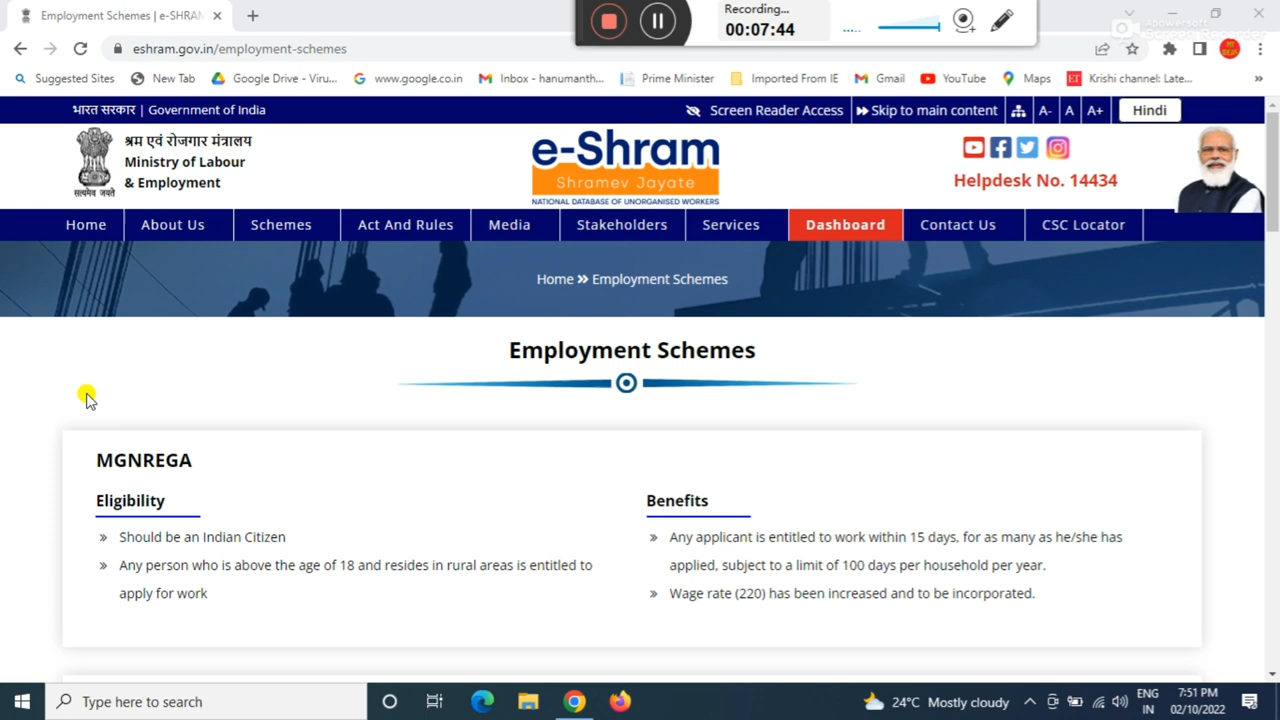 Employment Schemes | e-SHRAM
Recording...
00:07:44
Apowersoft
Screen Recorder
eshram.gov.in/employment-schemes
Suggested Sites
New Tab
Google Drive - Viru...
www.google.co.in
Inbox - hanumanth...
Prime Minister
Imported From IE
Gmail
YouTube
Maps
ET
Krishi channel: Late...
भारत सरकार | Government of India
Screen Reader Access
Skip to main content
A-
A
A+
Hindi
श्रम एवं रोजगार मंत्रालय
Ministry of Labour
& Employment
सत्यमेव जयते
e-Shram
Shramev Jayate
NATIONAL DATABASE OF UNORGANISED WORKERS
Helpdesk No. 14434
Home
About Us
Schemes
Act And Rules
Media
Stakeholders
Services
Dashboard
Contact Us
CSC Locator
Home » Employment Schemes
Employment Schemes
MGNREGA
Eligibility
» Should be an Indian Citizen
» Any person who is above the age of 18 and resides in rural areas is entitled to
apply for work
Benefits
» Any applicant is entitled to work within 15 days, for as many as he/she has
applied, subject to a limit of 100 days per household per year.
» Wage rate (220) has been increased and to be incorporated.
Type here to search
24°C Mostly cloudy
ENG
IN
7:51 PM
02/10/2022